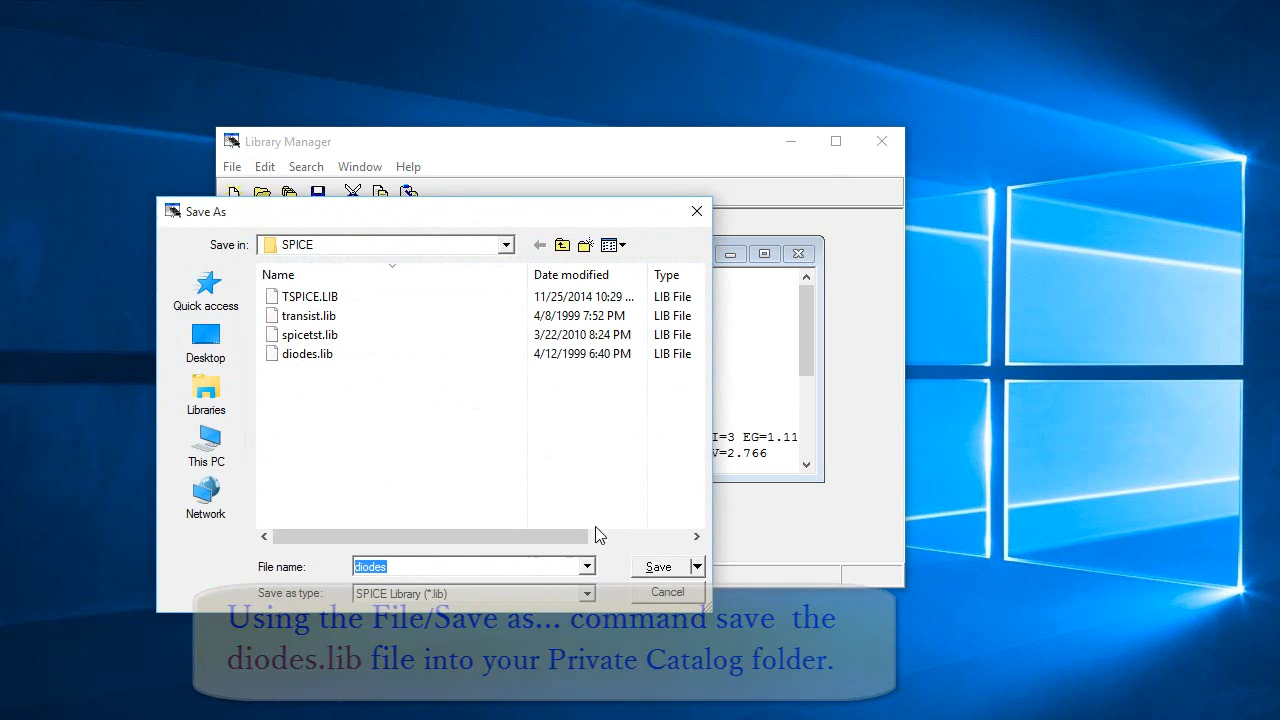 Library Manager
File Edit Search Window Help
Save As
Save in: SPICE
Name Date modified Type
TSPICE.LIB 11/25/2014 10:29 ... LIB File
transist.lib 4/8/1999 7:52 PM LIB File
spicetst.lib 3/22/2010 8:24 PM LIB File
diodes.lib 4/12/1999 6:40 PM LIB File
Quick access
Desktop
Libraries
This PC
Network
I=3 EG=1.11
V=2.766
File name: diodes Save
Save as type: SPICE Library (*.lib) Cancel
Using the File/Save as... command save the
diodes.lib file into your Private Catalog folder.